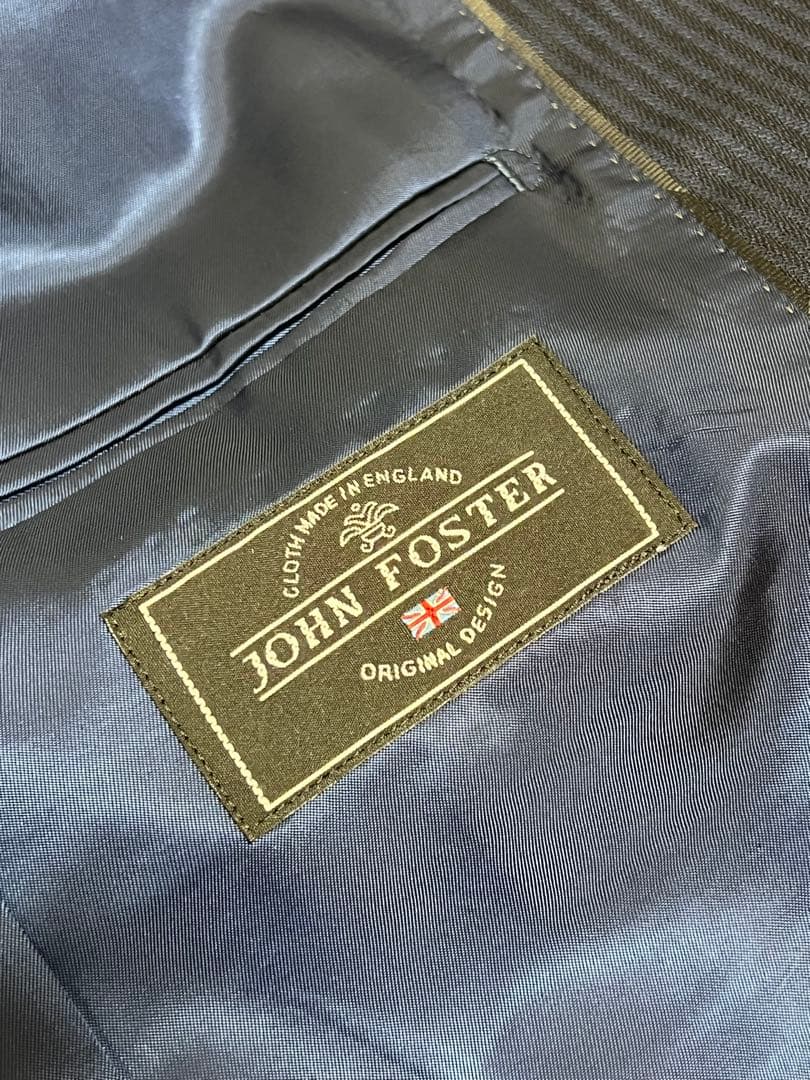 CLOTH MADE IN ENGLAND
JOHN FOSTER
ORIGINAL DESIGN